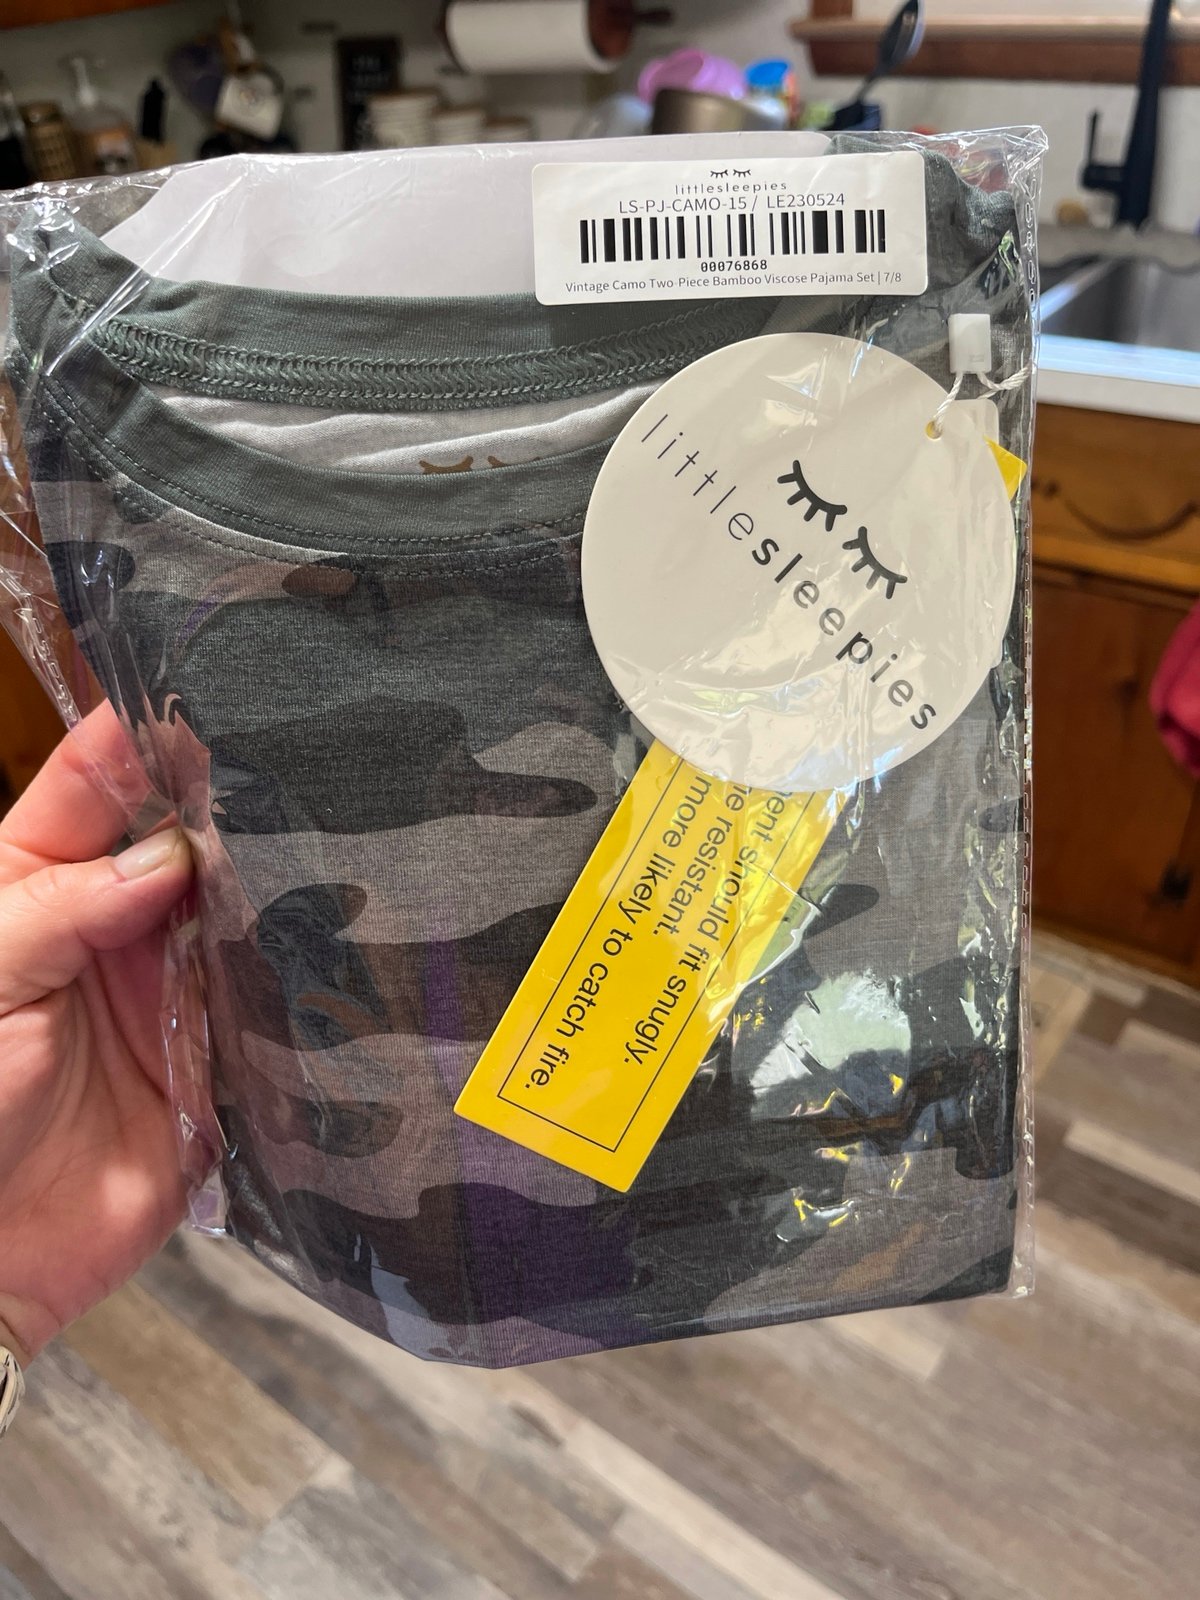 littlesleepies
LS-PJ-CAMO-15 / LE230524
00076868
Vintage Camo Two-Piece Bamboo Viscose Pajama Set | 7/8
littlesleepies
should fit snugly.
resistant.
more likely to catch fire.